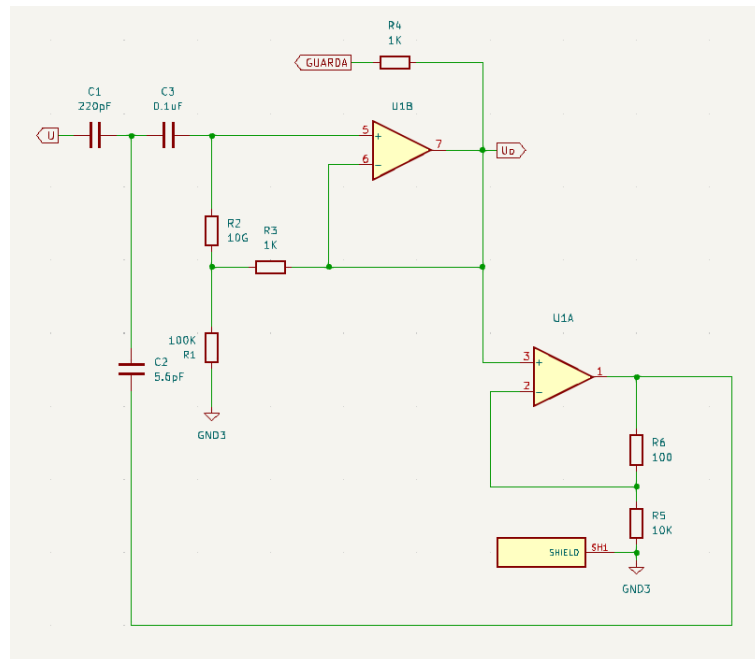 R4
1K
GUARDA
C1
220pF
C3
0.1uF
U1B
U
5
+
6
-
7
Uo
R2
10G
R3
1K
100K
R1
C2
5.6pF
GND3
U1A
3
+
2
-
1
R6
100
R5
10K
SHIELD
SH1
GND3